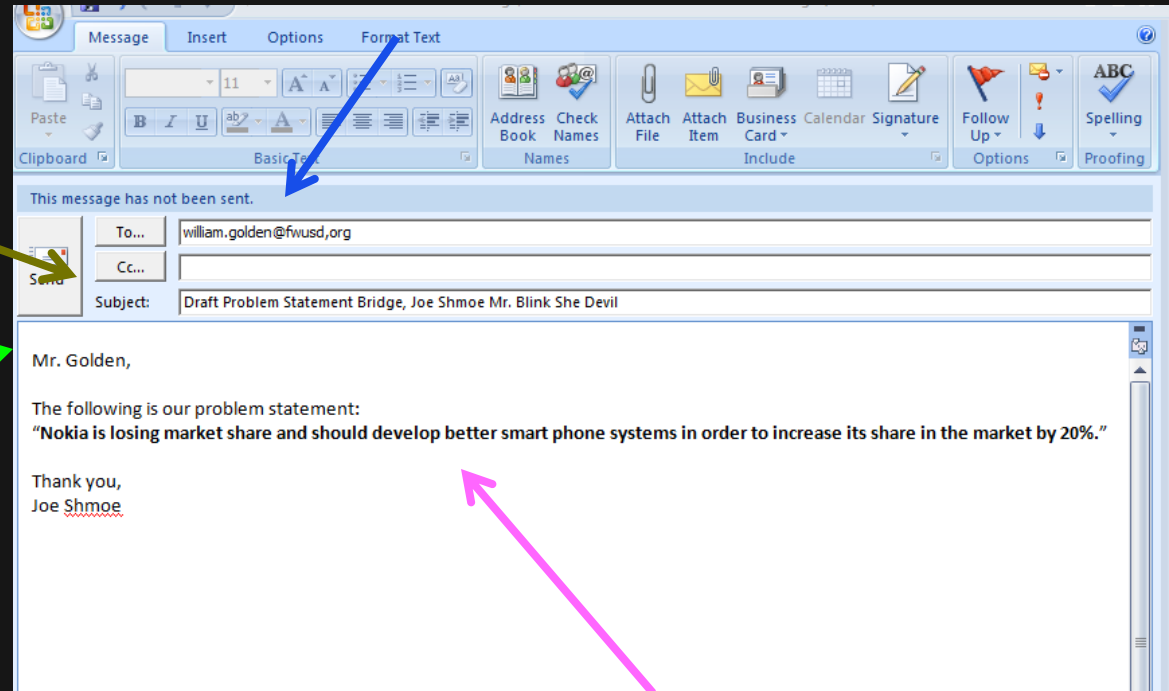 Message Insert Options Format Text
11 A A
Paste
B I U ab A
Address Book
Check Names
Attach File
Attach Item
Business Card
Calendar
Signature
Follow Up
ABC
Spelling
Clipboard Basic Text Names Include Options Proofing
This message has not been sent.
To... william.golden@fwusd,org
Send
Cc...
Subject: Draft Problem Statement Bridge, Joe Shmoe Mr. Blink She Devil
Mr. Golden,
The following is our problem statement:
“Nokia is losing market share and should develop better smart phone systems in order to increase its share in the market by 20%.”
Thank you,
Joe Shmoe